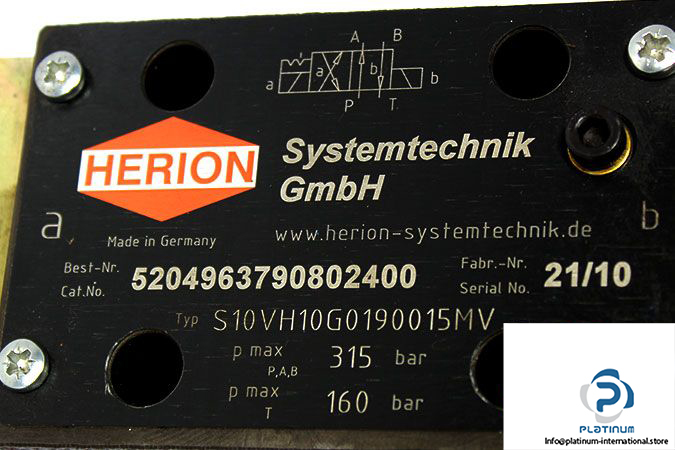 A B
a a b b
P T
HERION
Systemtechnik
GmbH
a
b
Made in Germany
www.herion-systemtechnik.de
Best-Nr.
Cat.No.
5204963790802400
Fabr.-Nr.
Serial No.
21/10
Typ S10VH10G0190015MV
p max P,A,B 315 bar
p max T 160 bar
PLATINUM
Info@platinum-international.store